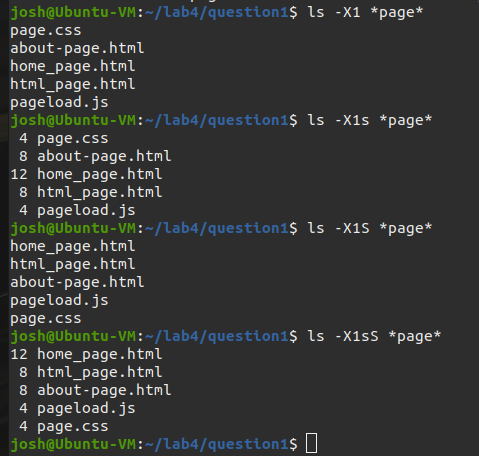 josh@Ubuntu-VM:~/lab4/question1$ ls -X1 *page*
page.css
about-page.html
home_page.html
html_page.html
pageload.js
josh@Ubuntu-VM:~/lab4/question1$ ls -X1s *page*
 4 page.css
 8 about-page.html
12 home_page.html
 8 html_page.html
 4 pageload.js
josh@Ubuntu-VM:~/lab4/question1$ ls -X1S *page*
home_page.html
html_page.html
about-page.html
pageload.js
page.css
josh@Ubuntu-VM:~/lab4/question1$ ls -X1sS *page*
12 home_page.html
 8 html_page.html
 8 about-page.html
 4 pageload.js
 4 page.css
josh@Ubuntu-VM:~/lab4/question1$